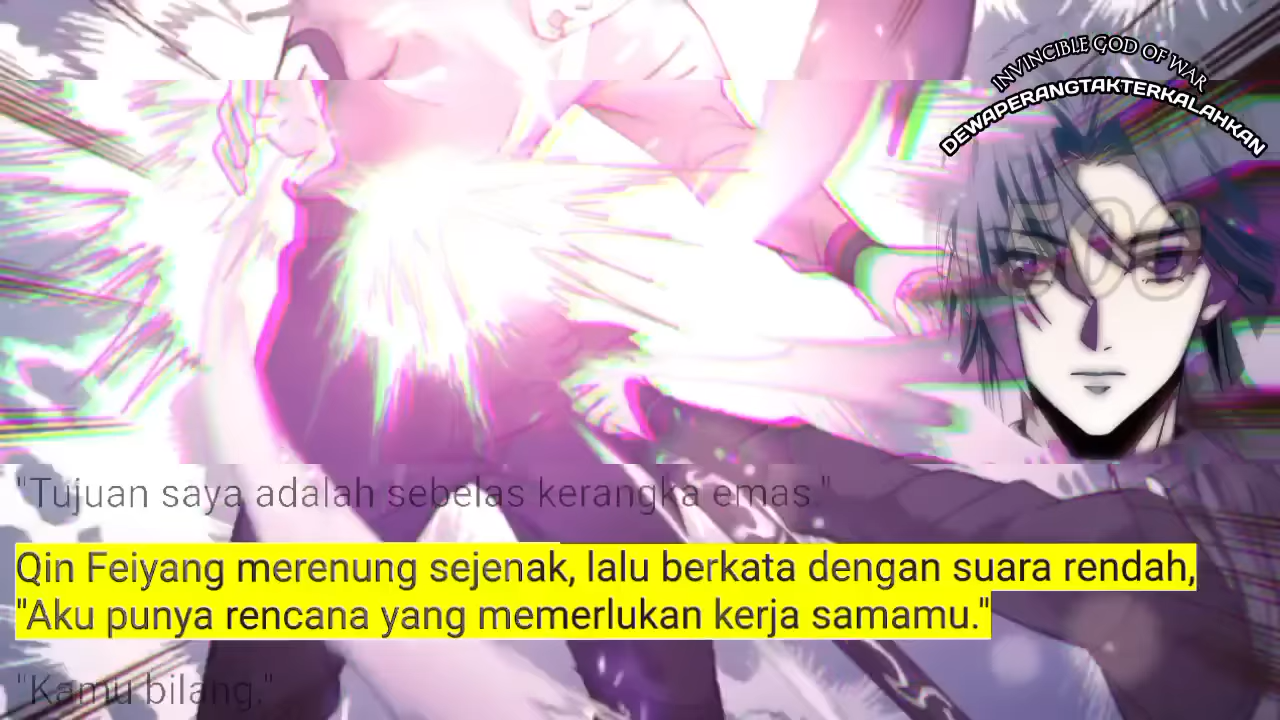 INVINCIBLE GOD OF WAR
DEWAPERANGTAKTERKALAHKAN
500
"Tujuan saya adalah sebelas kerangka emas."
Qin Feiyang merenung sejenak, lalu berkata dengan suara rendah,
"Aku punya rencana yang memerlukan kerja samamu."
"Kamu bilang."